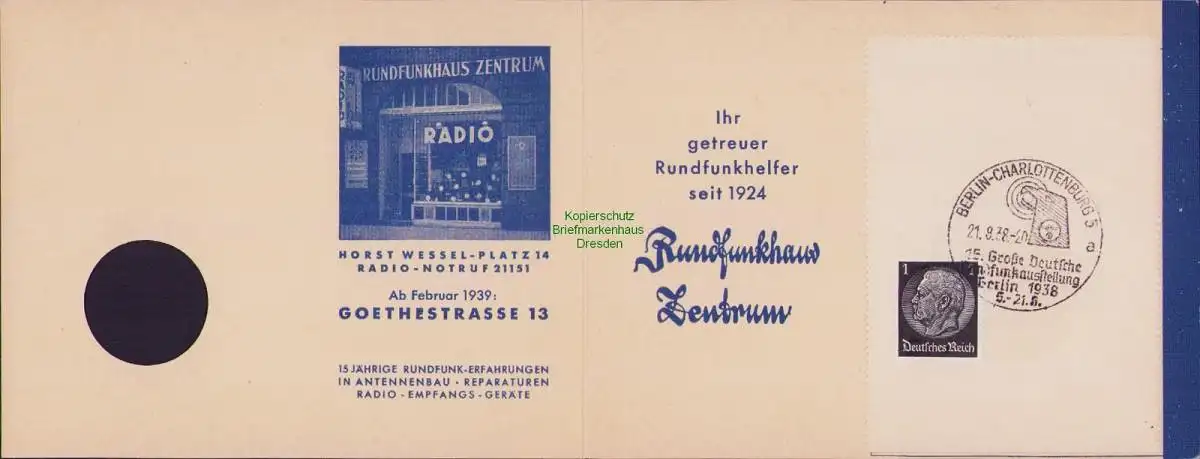 RUNDFUNKHAUS ZENTRUM
RADIO
RADIO
HORST WESSEL-PLATZ 14
RADIO-NOTRUF 21151
Ab Februar 1939:
GOETHESTRASSE 13
15 JÄHRIGE RUNDFUNK-ERFAHRUNGEN
IN ANTENNENBAU · REPARATUREN
RADIO - EMPFANGS - GERÄTE
Kopierschutz
Briefmarkenhaus
Dresden
Ihr
getreuer
Rundfunkhelfer
seit 1924
Rundfunkhaus
Zentrum
BERLIN-CHARLOTTENBURG 5
a
21.8.38
15. Große Deutsche
Berlin 1938
5.-21.8.
1
Deutsches Reich